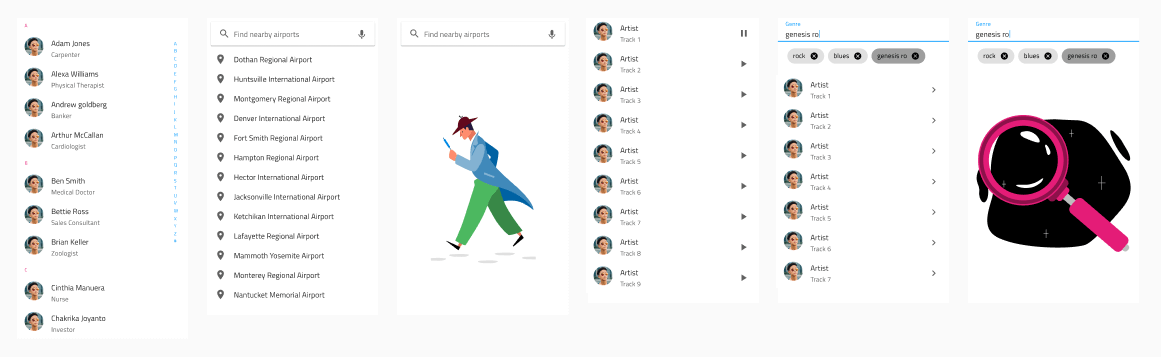 A
Adam Jones
Carpenter
Alexa Williams
Physical Therapist
Andrew goldberg
Banker
Arthur McCallan
Cardiologist
B
Ben Smith
Medical Doctor
Bettie Ross
Sales Consultant
Brian Keller
Zoologist
C
Cinthia Manuera
Nurse
Chakrika Joyanto
Investor
Find nearby airports
Dothan Regional Airport
Huntsville International Airport
Montgomery Regional Airport
Denver International Airport
Fort Smith Regional Airport
Hampton Regional Airport
Hector International Airport
Jacksonville International Airport
Ketchikan International Airport
Lafayette Regional Airport
Mammoth Yosemite Airport
Monterey Regional Airport
Nantucket Memorial Airport
Find nearby airports
Artist
Track 1
Artist
Track 2
Artist
Track 3
Artist
Track 4
Artist
Track 5
Artist
Track 6
Artist
Track 7
Artist
Track 8
Artist
Track 9
Genre
genesis ro
rock blues genesis ro
Artist
Track 1
Artist
Track 2
Artist
Track 3
Artist
Track 4
Artist
Track 5
Artist
Track 6
Artist
Track 7
Genre
genesis ro
rock blues genesis ro